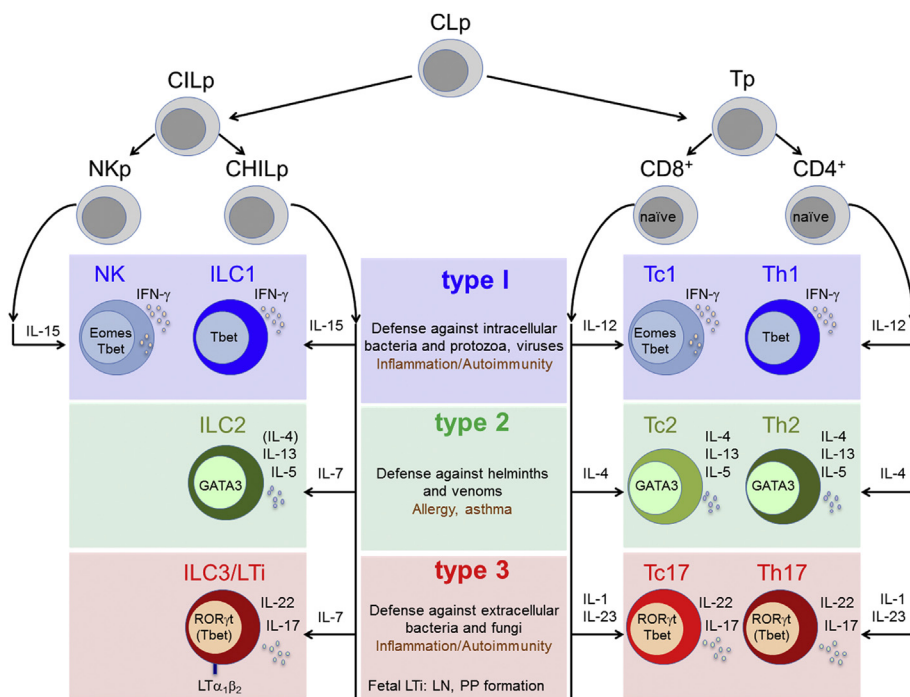 CLp
CILp
Tp
NKp
CHILp
CD8⁺
CD4⁺
naïve
naïve
NK
ILC1
type I
Tc1
Th1
IFN-γ
IFN-γ
IFN-γ
IFN-γ
IL-15
Eomes
Tbet
Tbet
IL-15
Defense against intracellular
bacteria and protozoa, viruses
Inflammation/Autoimmunity
IL-12
Eomes
Tbet
Tbet
IL-12
ILC2
type 2
Tc2
Th2
(IL-4)
IL-13
IL-5
GATA3
IL-7
Defense against helminths
and venoms
Allergy, asthma
IL-4
GATA3
IL-4
IL-13
IL-5
GATA3
IL-4
IL-13
IL-5
IL-4
ILC3/LTi
type 3
Tc17
Th17
RORγt
(Tbet)
IL-22
IL-17
LTα₁β₂
IL-7
Defense against extracellular
bacteria and fungi
Inflammation/Autoimmunity
Fetal LTi: LN, PP formation
IL-1
IL-23
RORγt
Tbet
IL-22
IL-17
RORγt
(Tbet)
IL-22
IL-17
IL-1
IL-23